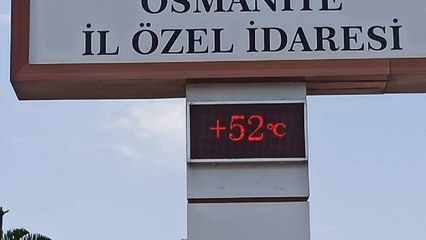 OSMANİYE
İL ÖZEL İDARESİ
+52°C